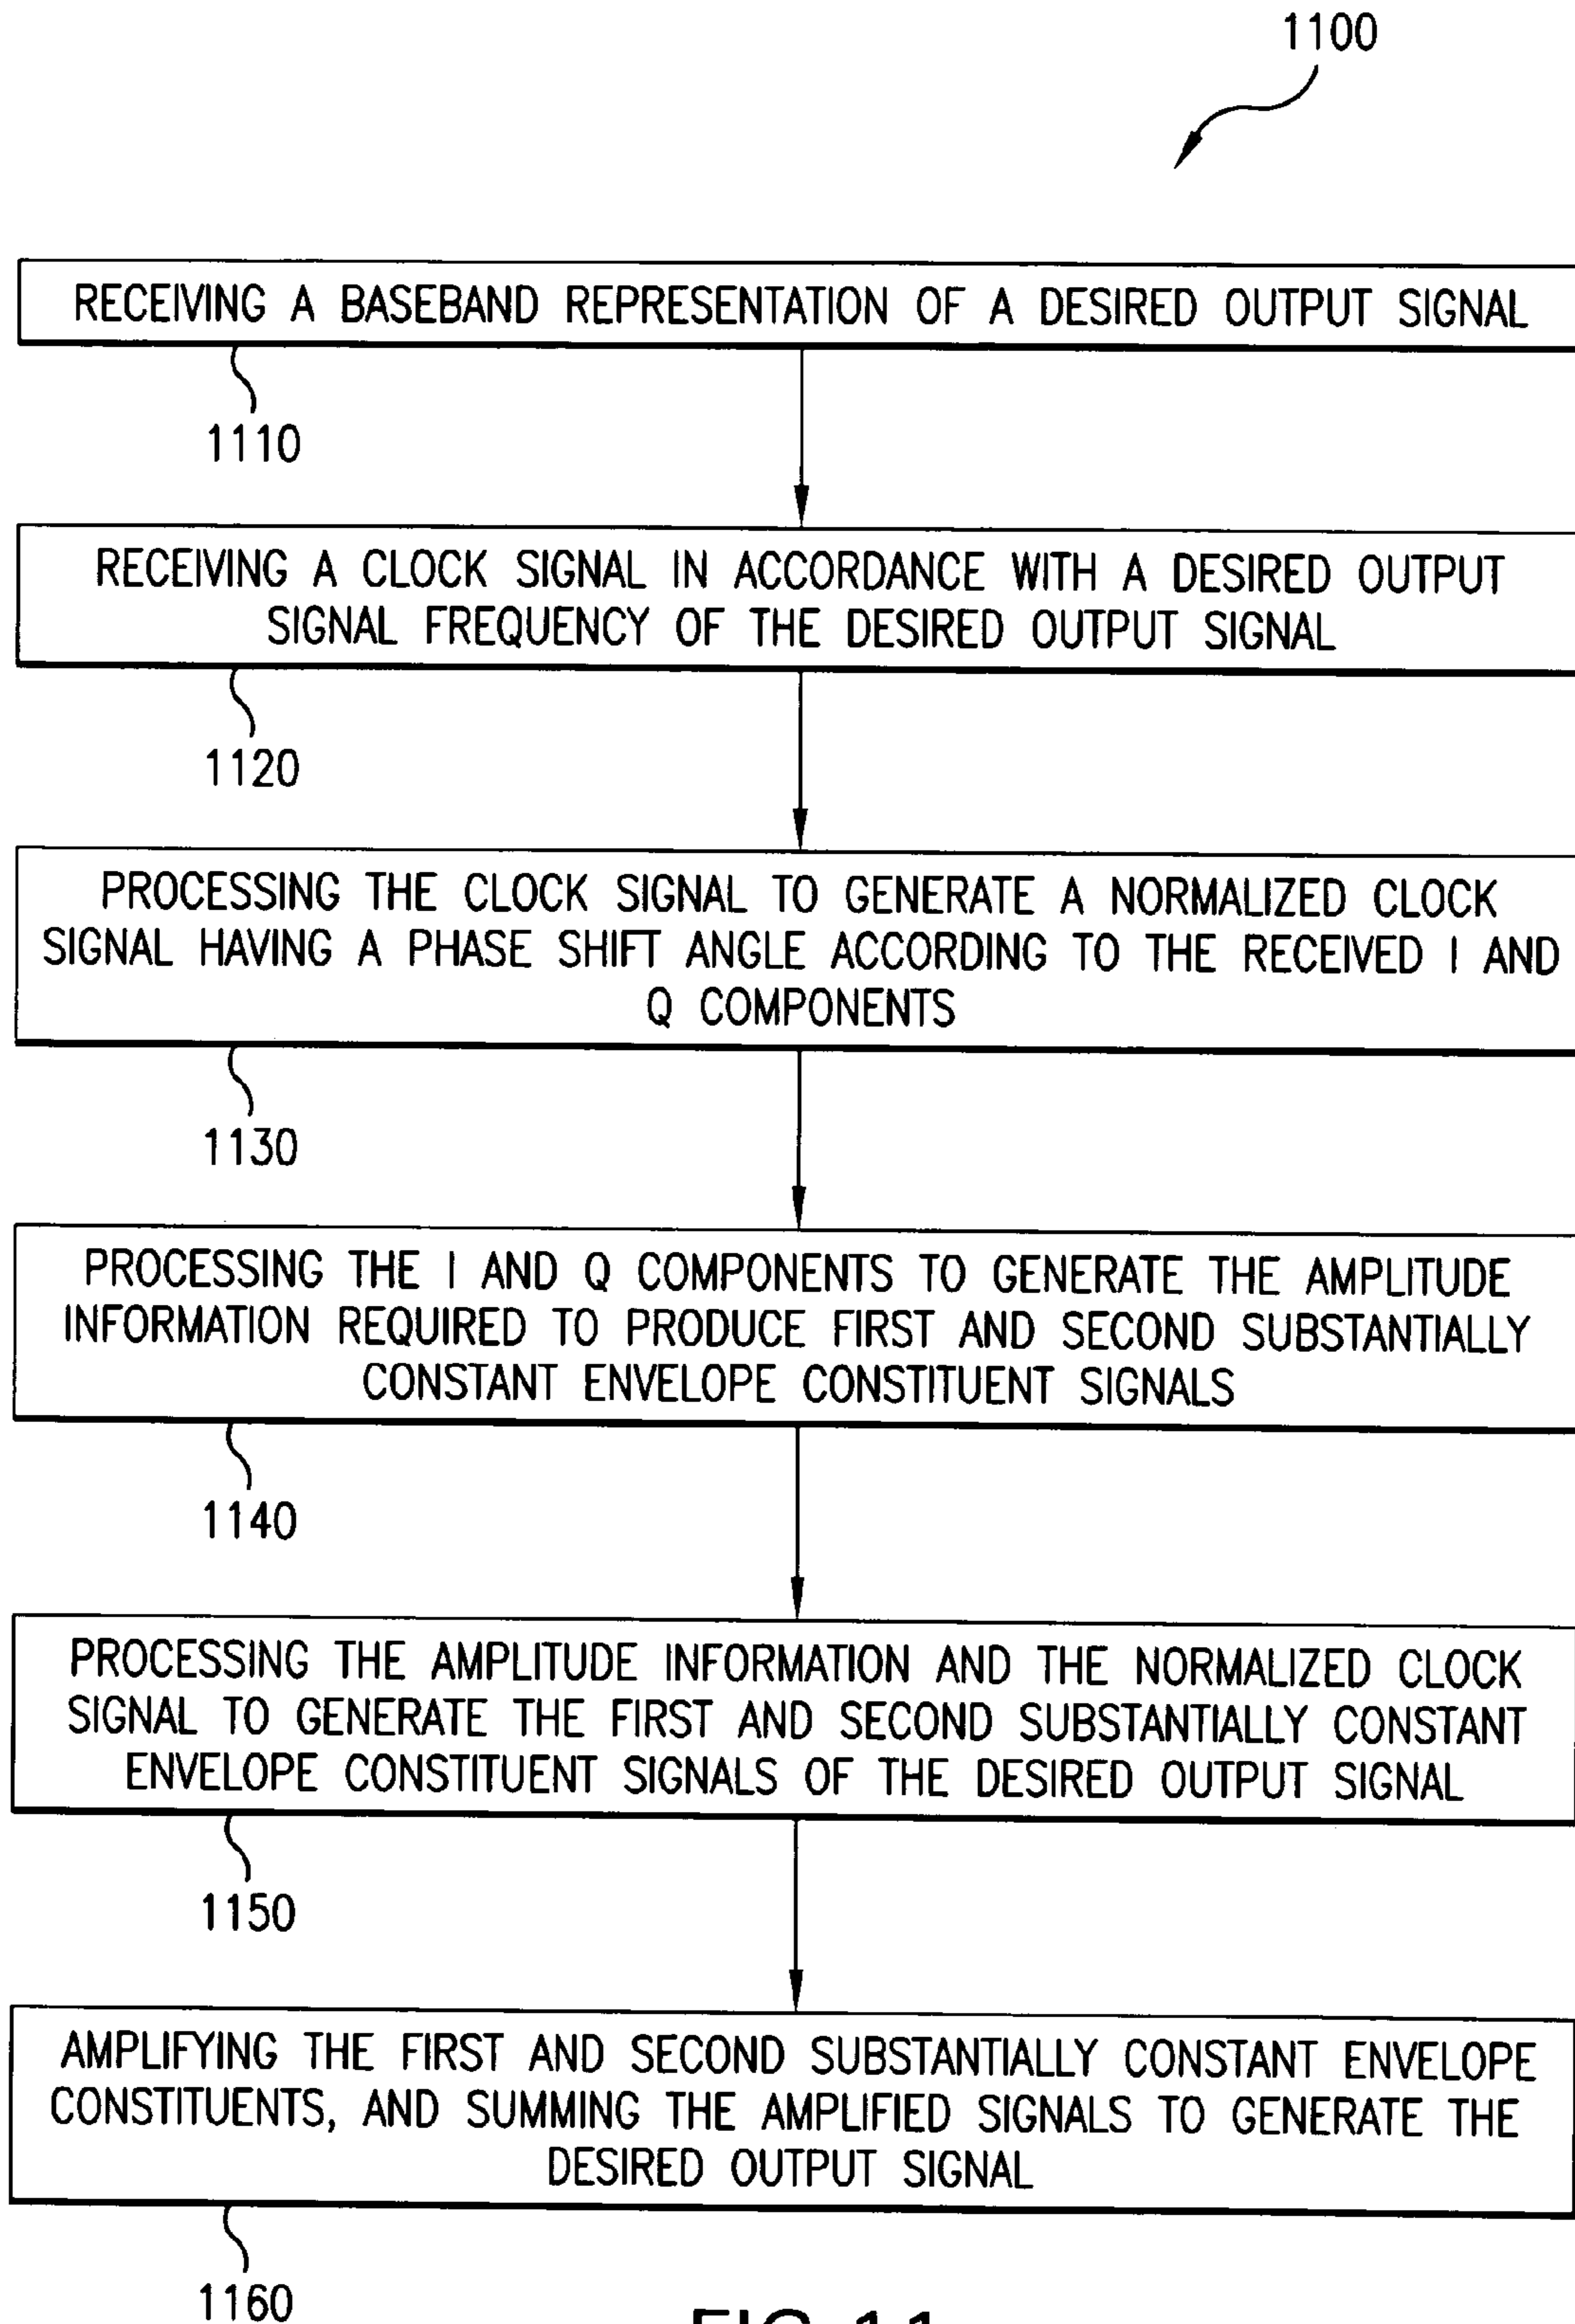 1100
RECEIVING A BASEBAND REPRESENTATION OF A DESIRED OUTPUT SIGNAL
1110
RECEIVING A CLOCK SIGNAL IN ACCORDANCE WITH A DESIRED OUTPUT
SIGNAL FREQUENCY OF THE DESIRED OUTPUT SIGNAL
1120
PROCESSING THE CLOCK SIGNAL TO GENERATE A NORMALIZED CLOCK
SIGNAL HAVING A PHASE SHIFT ANGLE ACCORDING TO THE RECEIVED I AND
Q COMPONENTS
1130
PROCESSING THE I AND Q COMPONENTS TO GENERATE THE AMPLITUDE
INFORMATION REQUIRED TO PRODUCE FIRST AND SECOND SUBSTANTIALLY
CONSTANT ENVELOPE CONSTITUENT SIGNALS
1140
PROCESSING THE AMPLITUDE INFORMATION AND THE NORMALIZED CLOCK
SIGNAL TO GENERATE THE FIRST AND SECOND SUBSTANTIALLY CONSTANT
ENVELOPE CONSTITUENT SIGNALS OF THE DESIRED OUTPUT SIGNAL
1150
AMPLIFYING THE FIRST AND SECOND SUBSTANTIALLY CONSTANT ENVELOPE
CONSTITUENTS, AND SUMMING THE AMPLIFIED SIGNALS TO GENERATE THE
DESIRED OUTPUT SIGNAL
1160
FIG. 11